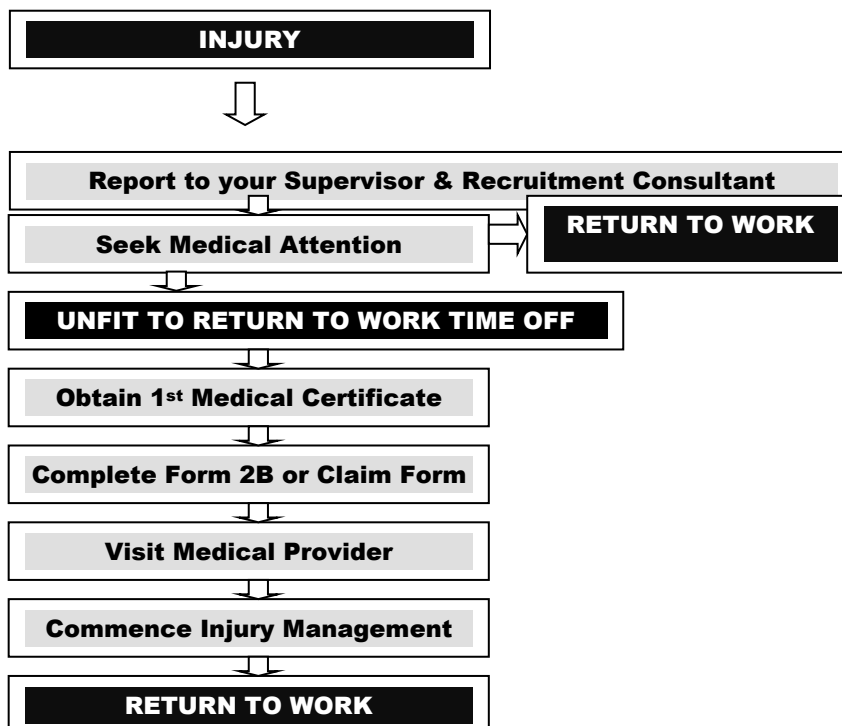 INJURY
Report to your Supervisor & Recruitment Consultant
Seek Medical Attention
RETURN TO WORK
UNFIT TO RETURN TO WORK TIME OFF
Obtain 1st Medical Certificate
Complete Form 2B or Claim Form
Visit Medical Provider
Commence Injury Management
RETURN TO WORK